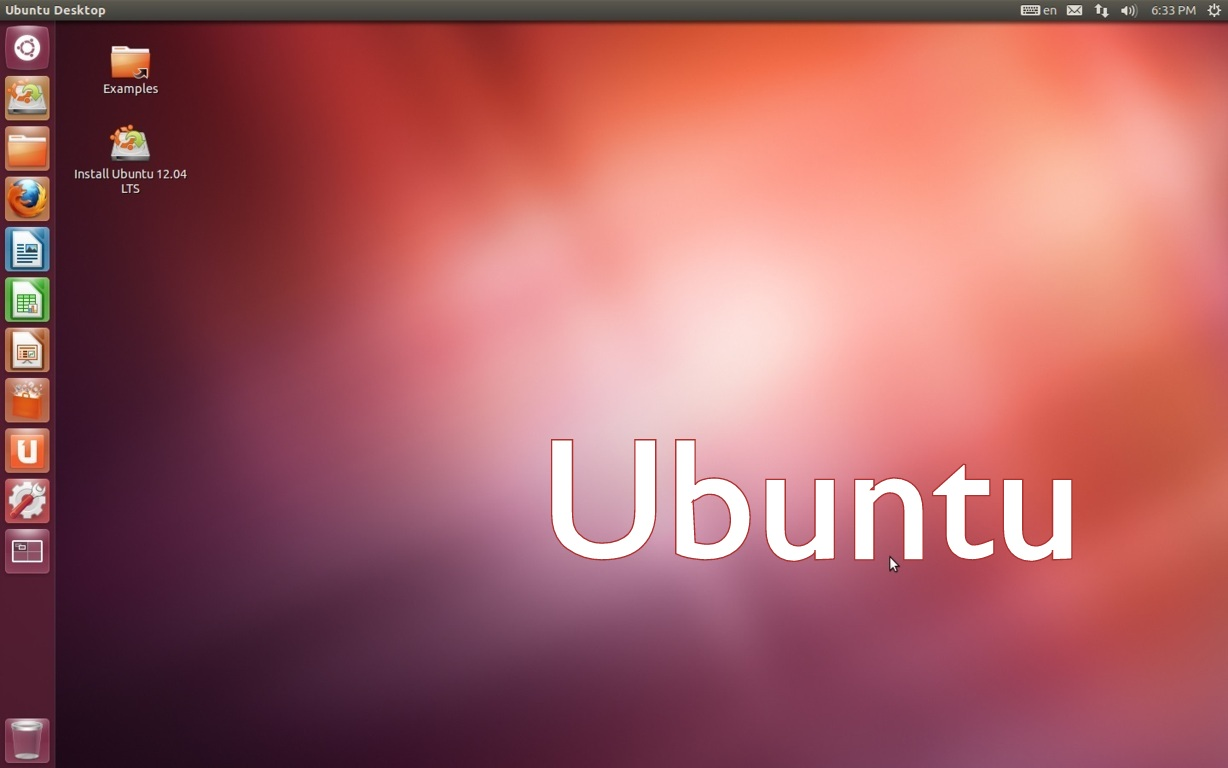 Ubuntu Desktop
en
6:33 PM
Examples
Install Ubuntu 12.04
LTS
Ubuntu